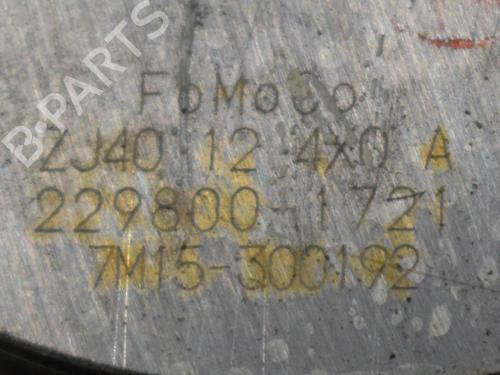 B-PARTS
FoMoCo
ZJ40 12 4X0 A
229800-1721
7M15-300192